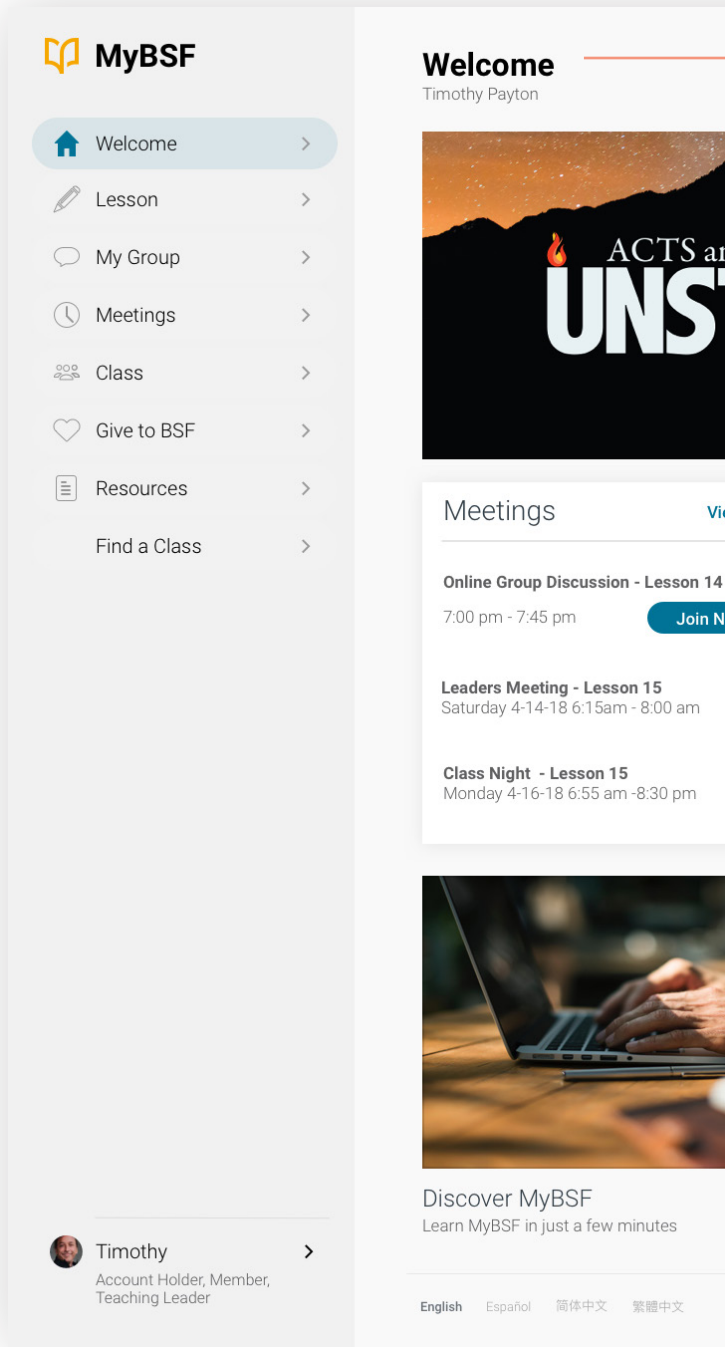 MyBSF
Welcome
Lesson
My Group
Meetings
Class
Give to BSF
Resources
Find a Class
Timothy
Account Holder, Member,
Teaching Leader
Welcome
Timothy Payton
ACTS
Meetings
Online Group Discussion - Lesson 14
7:00 pm - 7:45 pm
Join
Leaders Meeting - Lesson 15
Saturday 4-14-18 6:15am - 8:00 am
Class Night - Lesson 15
Monday 4-16-18 6:55 am -8:30 pm
Discover MyBSF
Learn MyBSF in just a few minutes
English Español 简体中文 繁體中文